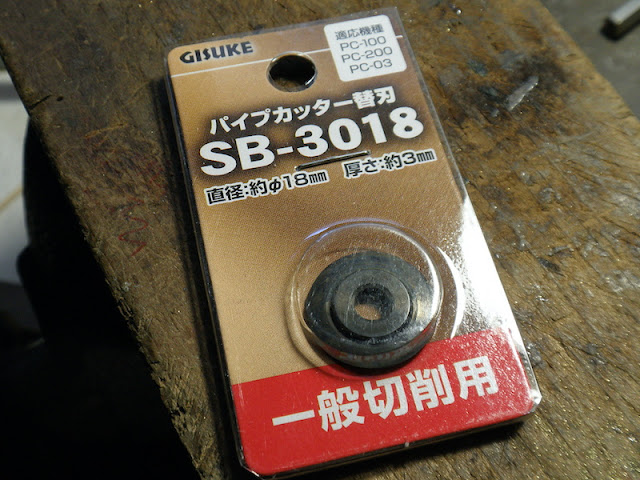 GISUKE
適応機種
PC-100
PC-200
PC-03
パイプカッター替刃
SB-3018
直径:約φ18mm 厚さ:約3mm
一般切削用